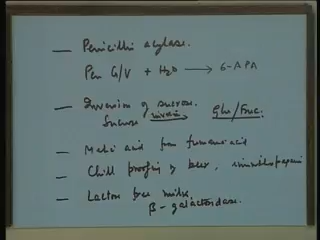 — Penicillin acylase.
Pen G/V + H2O → 6-APA
— Inversion of sucrose.
Sucrose invertase Glu/Fruc.
— Malic acid from fumaric acid
— Chill proofing of beer,
— Lactose free milk,
β-galactosidase.